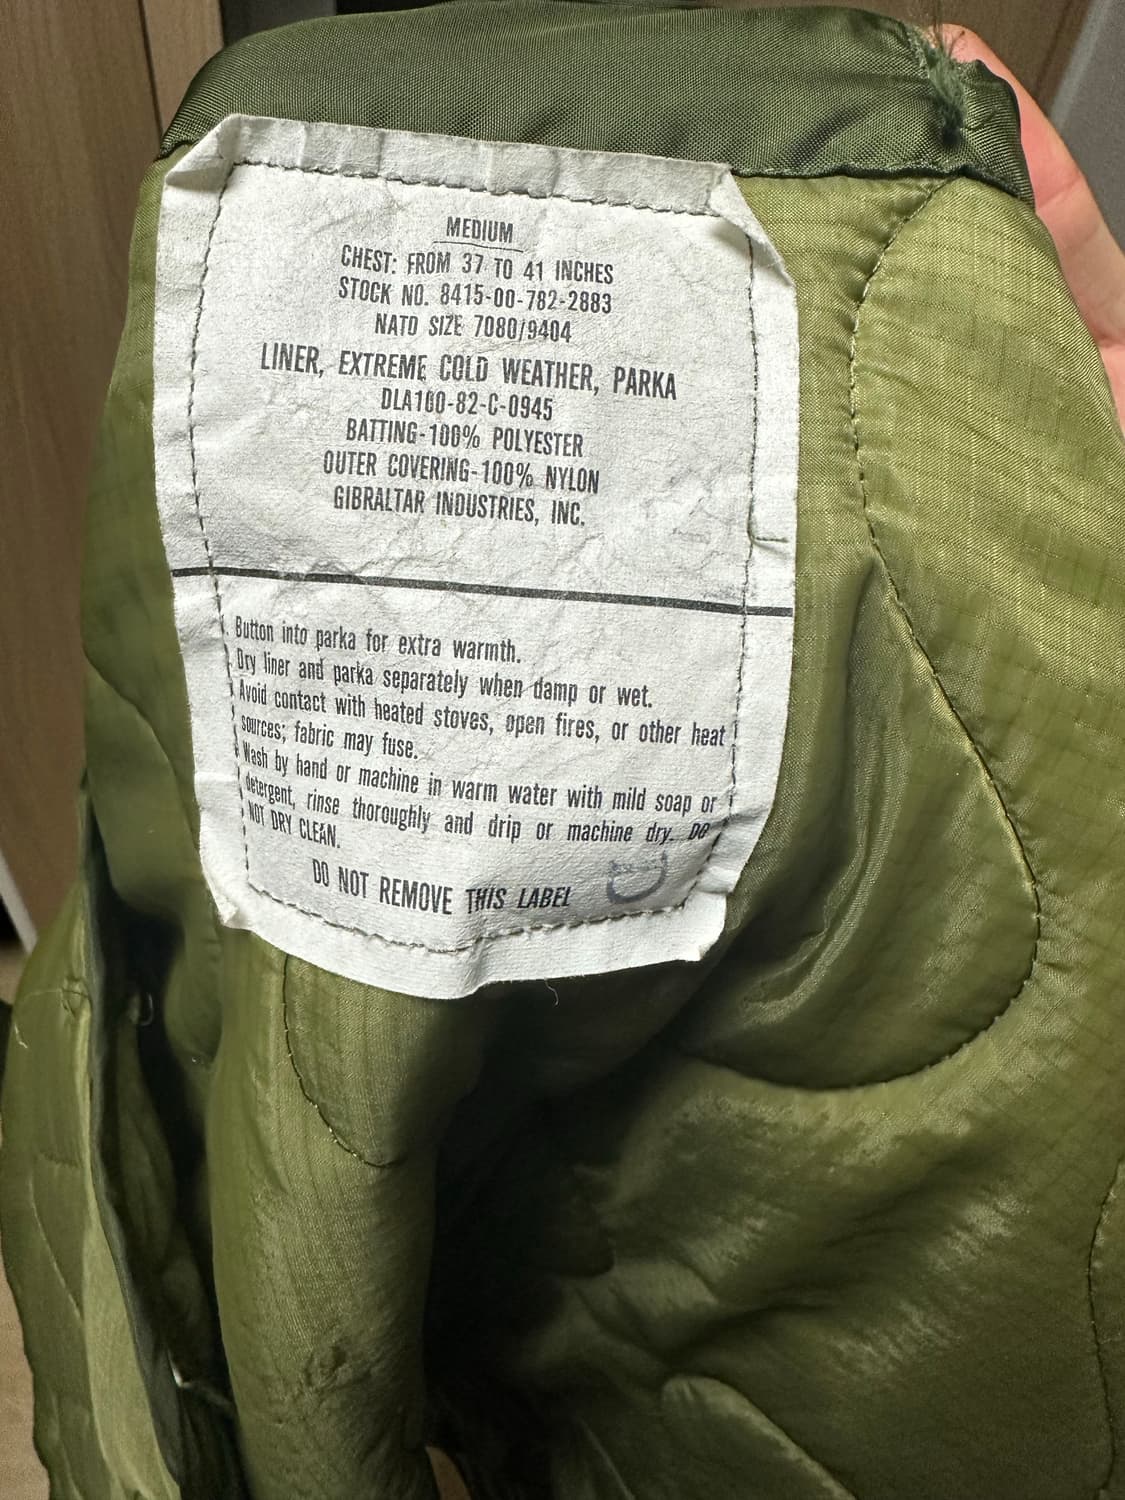 MEDIUM
CHEST: FROM 37 TO 41 INCHES
STOCK NO. 8415-00-782-2883
NATO SIZE 7080/9404
LINER, EXTREME COLD WEATHER, PARKA
DLA100-82-C-0945
BATTING-100% POLYESTER
OUTER COVERING-100% NYLON
GIBRALTAR INDUSTRIES, INC.
Button into parka for extra warmth.
Dry liner and parka separately when damp or wet.
Avoid contact with heated stoves, open fires, or other heat
sources; fabric may fuse.
Wash by hand or machine in warm water with mild soap or
detergent, rinse thoroughly and drip or machine dry. DO
NOT DRY CLEAN.
DO NOT REMOVE THIS LABEL